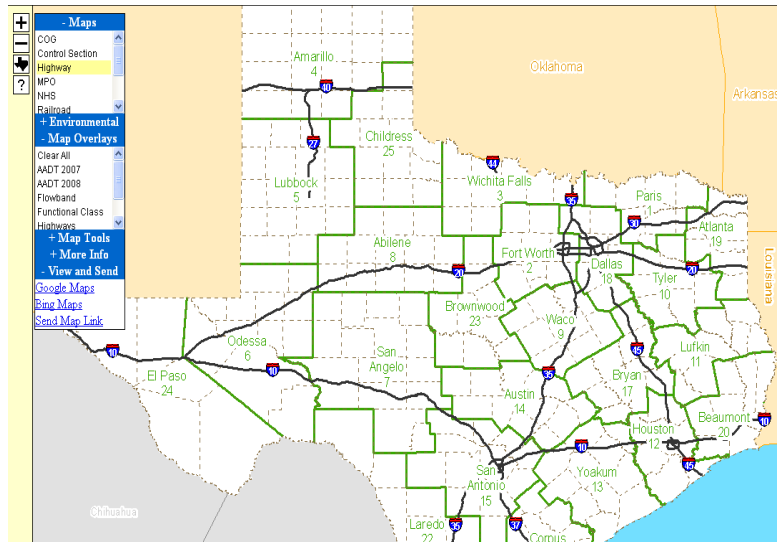 +
−
?
- Maps
COG
Control Section
Highway
MPO
NHS
Railroad
+ Environmental
- Map Overlays
Clear All
AADT 2007
AADT 2008
Flowband
Functional Class
Highways
+ Map Tools
+ More Info
- View and Send
Google Maps
Bing Maps
Send Map Link
Oklahoma
Arkansas
Louisiana
Chihuahua
Amarillo
4
40
27
Childress
25
Lubbock
5
44
Wichita Falls
3
35
Paris
1
30
Atlanta
19
Abilene
8
20
Fort Worth
2
Dallas
18
Tyler
10
20
Brownwood
23
Waco
9
45
Lufkin
11
10
El Paso
24
Odessa
6
10
San
Angelo
7
35
Austin
14
Bryan
17
Houston
12
Beaumont
20
10
10
45
San
Antonio
15
Yoakum
13
Laredo
22
35
37
Corpus